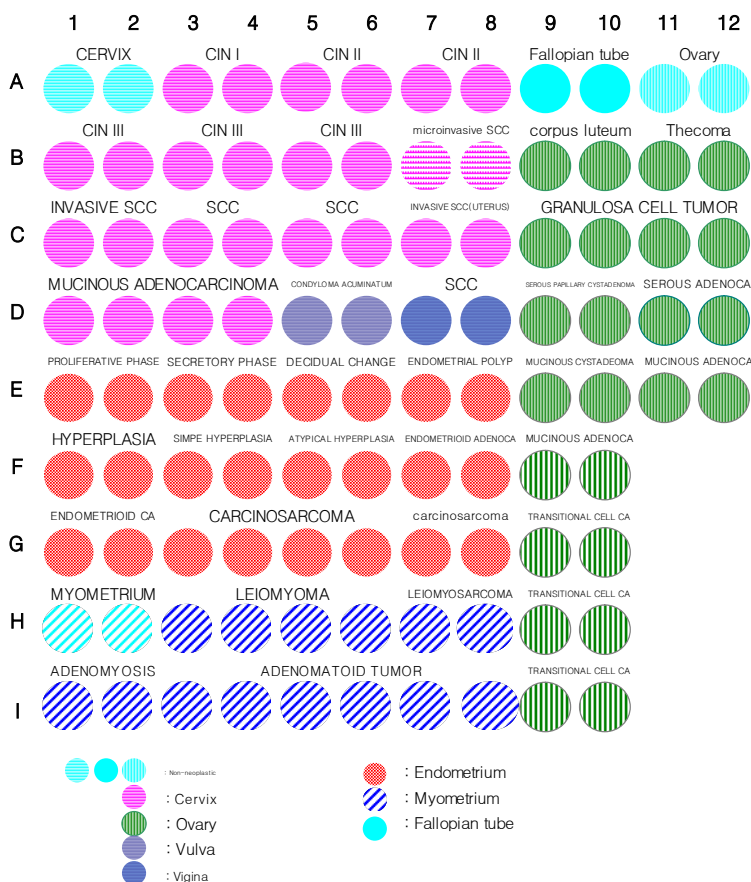 1 2 3 4 5 6 7 8 9 10 11 12
CERVIX CIN I CIN II CIN II Fallopian tube Ovary
A
CIN III CIN III CIN III microinvasive SCC corpus luteum Thecoma
B
INVASIVE SCC SCC SCC INVASIVE SCC(UTERUS) GRANULOSA CELL TUMOR
C
MUCINOUS ADENOCARCINOMA CONDYLOMA ACUMINATUM SCC SEROUS PAPILLARY CYSTADENOMA SEROUS ADENOCA
D
PROLIFERATIVE PHASE SECRETORY PHASE DECIDUAL CHANGE ENDOMETRIAL POLYP MUCINOUS CYSTADEOMA MUCINOUS ADENOCA
E
HYPERPLASIA SIMPE HYPERPLASIA ATYPICAL HYPERPLASIA ENDOMETRIOID ADENOCA MUCINOUS ADENOCA
F
ENDOMETRIOID CA CARCINOSARCOMA carcinosarcoma TRANSITIONAL CELL CA
G
MYOMETRIUM LEIOMYOMA LEIOMYOSARCOMA TRANSITIONAL CELL CA
H
ADENOMYOSIS ADENOMATOID TUMOR TRANSITIONAL CELL CA
I
: Non-neoplastic
: Cervix
: Ovary
: Vulva
: Vigina
: Endometrium
: Myometrium
: Fallopian tube